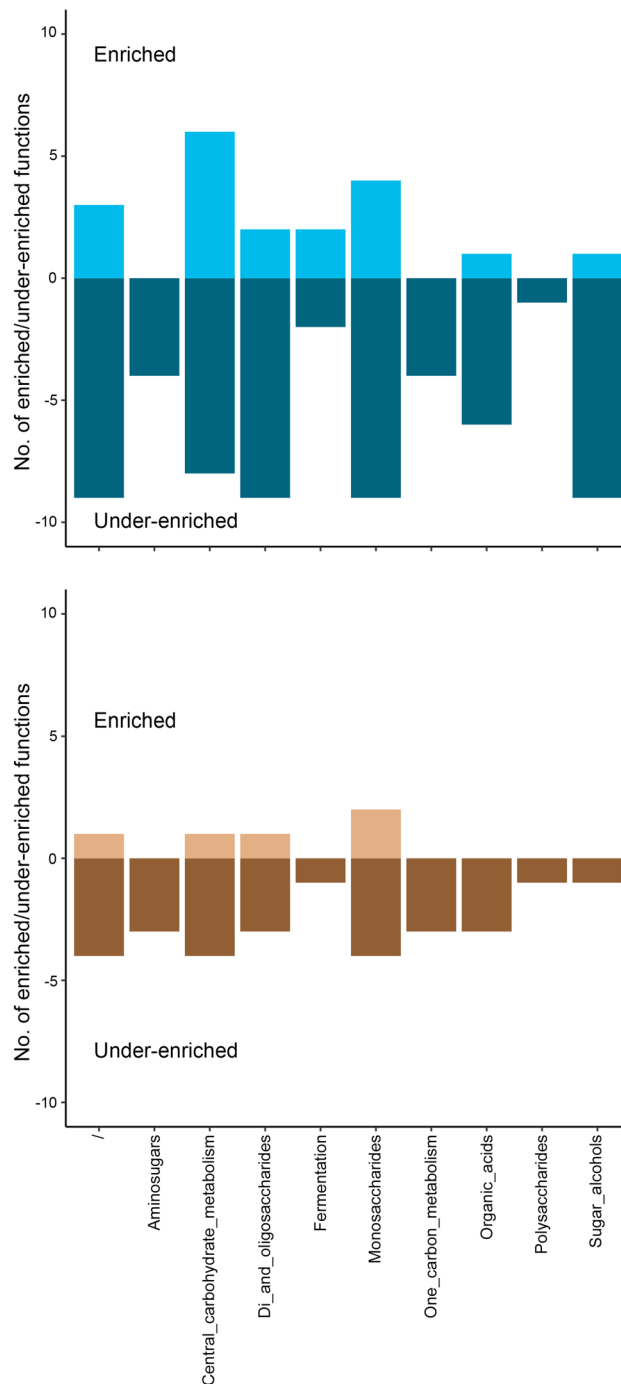 No. of enriched/under-enriched functions
10
Enriched
5
0
-5
Under-enriched
-10
No. of enriched/under-enriched functions
10
Enriched
5
0
-5
Under-enriched
-10
/
Aminosugars
Central_carbohydrate_metabolism
Di_and_oligosaccharides
Fermentation
Monosaccharides
One_carbon_metabolism
Organic_acids
Polysaccharides
Sugar_alcohols